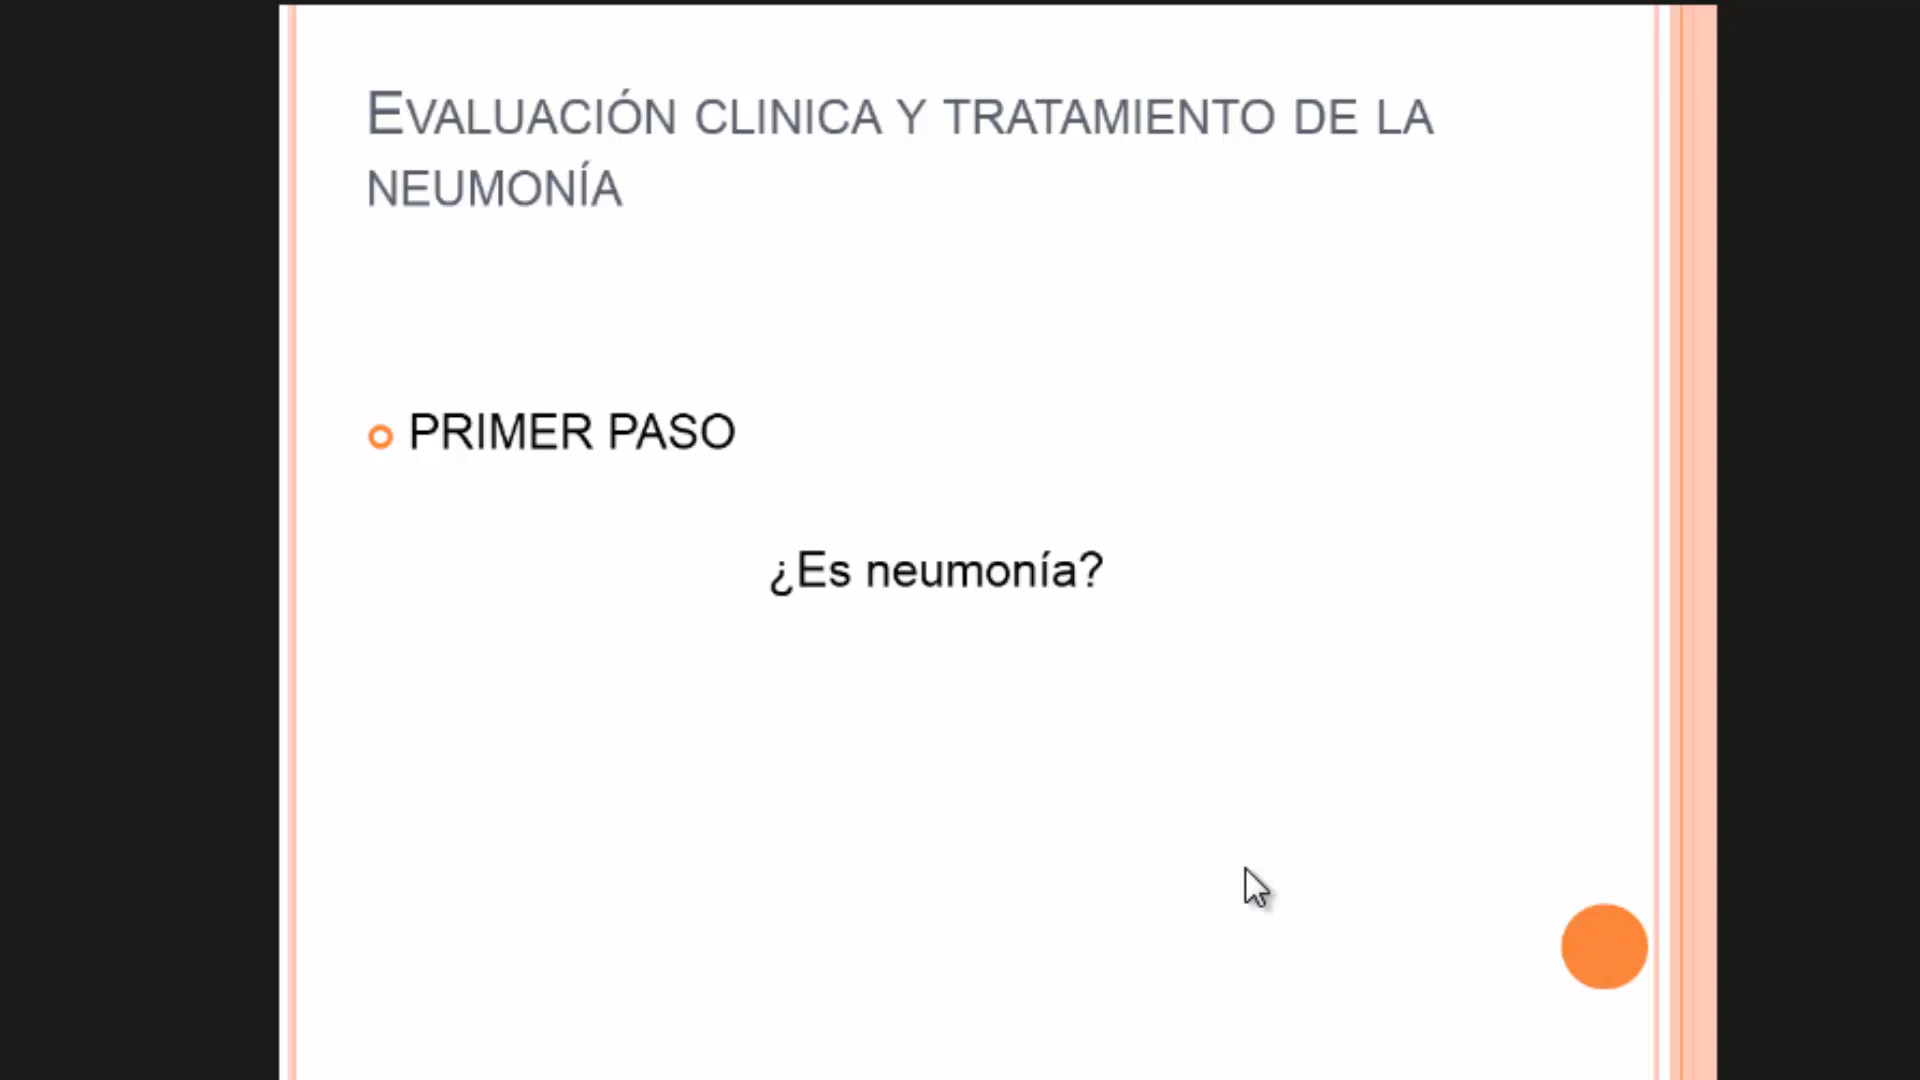 EVALUACIÓN CLINICA Y TRATAMIENTO DE LA
NEUMONÍA
PRIMER PASO
¿Es neumonía?